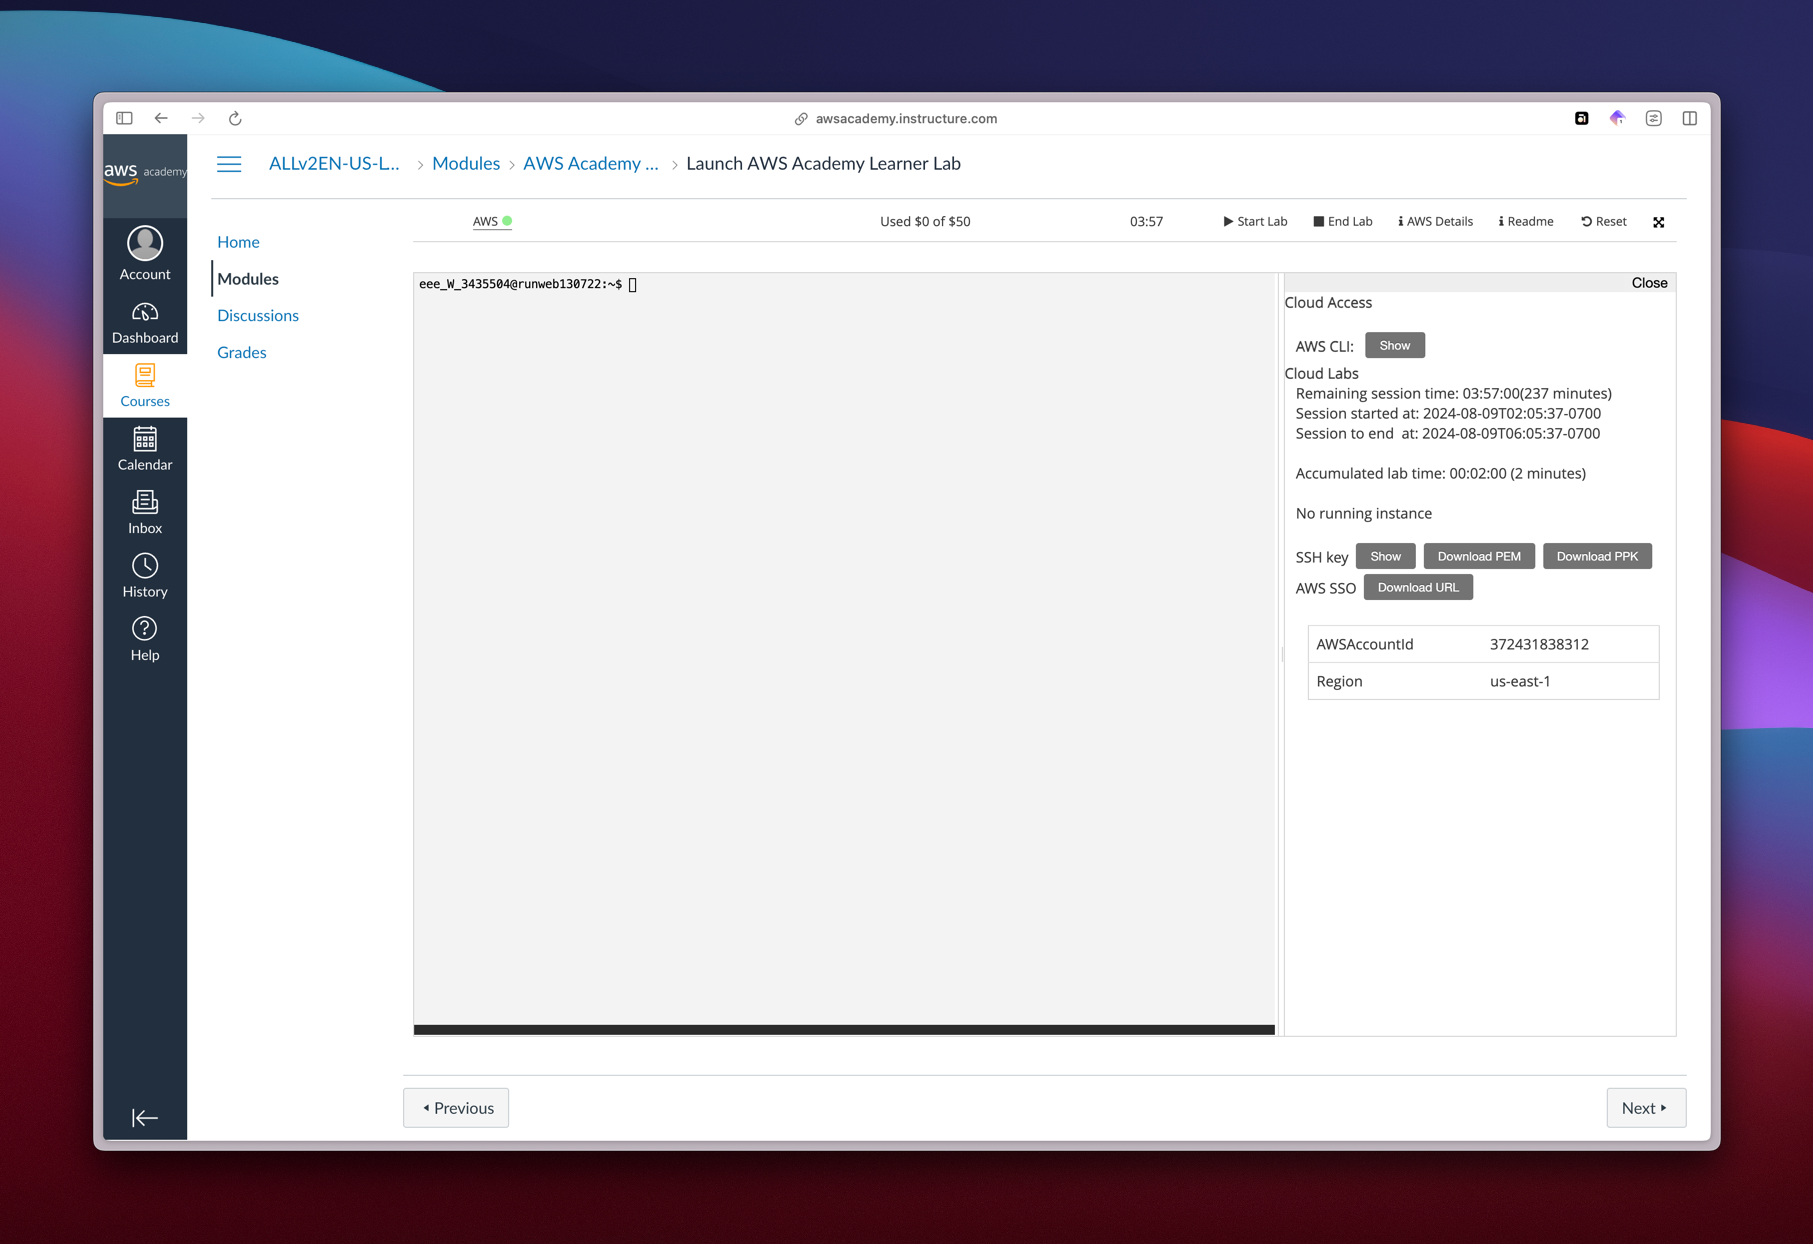 awsacademy.instructure.com
aws academy
ALLv2EN-US-L... > Modules > AWS Academy ... > Launch AWS Academy Learner Lab
Account
Dashboard
Courses
Calendar
Inbox
History
Help
Home
Modules
Discussions
Grades
AWS
Used $0 of $50
03:57
Start Lab
End Lab
AWS Details
Readme
Reset
eee_W_3435504@runweb130722:~$
Close
Cloud Access
AWS CLI: Show
Cloud Labs
Remaining session time: 03:57:00(237 minutes)
Session started at: 2024-08-09T02:05:37-0700
Session to end at: 2024-08-09T06:05:37-0700
Accumulated lab time: 00:02:00 (2 minutes)
No running instance
SSH key Show Download PEM Download PPK
AWS SSO Download URL
AWSAccountId 372431838312
Region us-east-1
Previous
Next